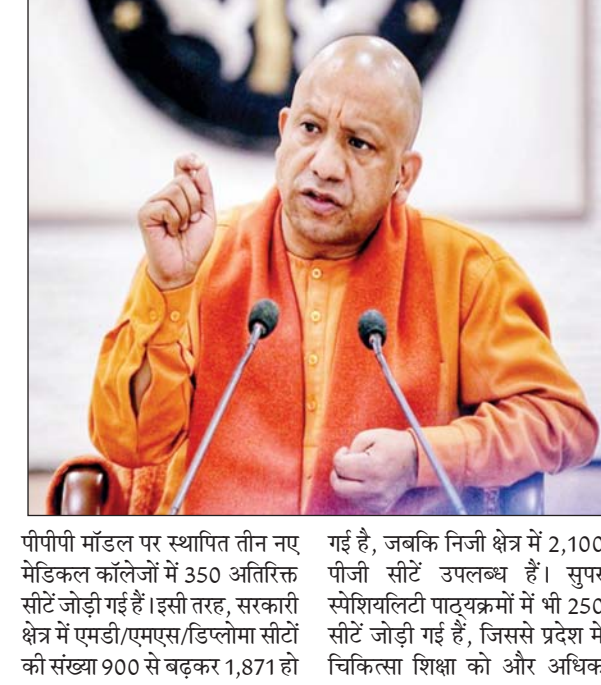 पीपीपी मॉडल पर स्थापित तीन नए
मेडिकल कॉलेजों में 350 अतिरिक्त
सीटें जोड़ी गई हैं। इसी तरह, सरकारी
क्षेत्र में एमडी/एमएस/डिप्लोमा सीटों
की संख्या 900 से बढ़कर 1,871 हो
गई है, जबकि निजी क्षेत्र में 2,100
पीजी सीटें उपलब्ध हैं। सुपर
स्पेशियलिटी पाठ्यक्रमों में भी 250
सीटें जोड़ी गई हैं, जिससे प्रदेश में
चिकित्सा शिक्षा को और अधिक